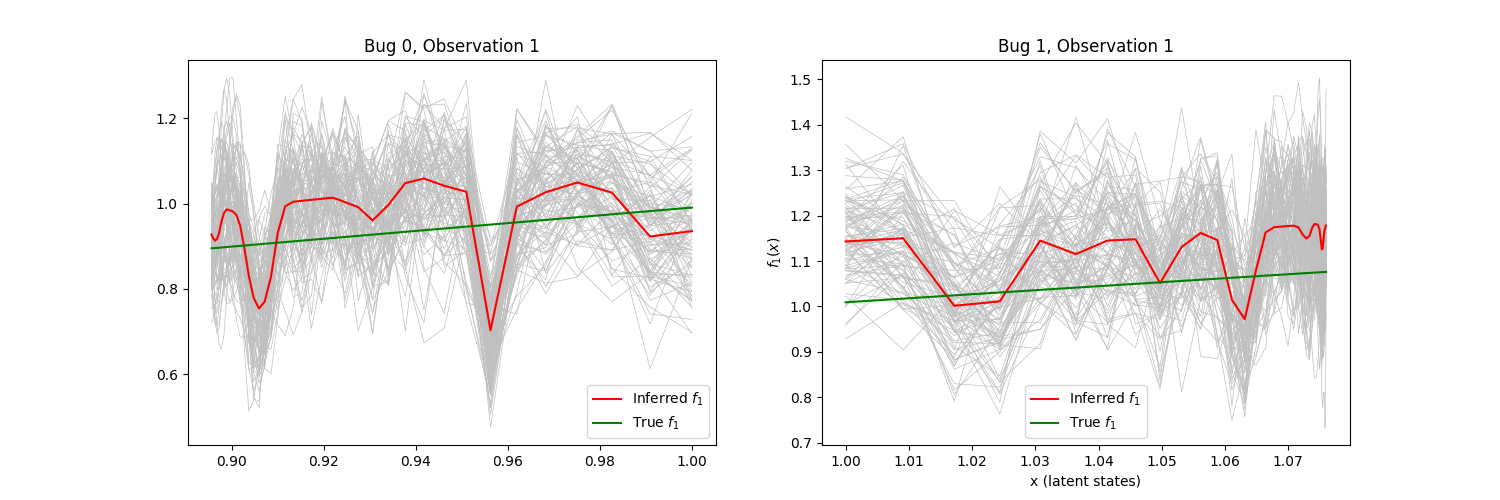 Bug 0, Observation 1
1.2
1.0
0.8
0.6
0.90 0.92 0.94 0.96 0.98 1.00
Inferred f₁
True f₁
Bug 1, Observation 1
f₁(x)
1.5
1.4
1.3
1.2
1.1
1.0
0.9
0.8
0.7
1.00 1.01 1.02 1.03 1.04 1.05 1.06 1.07
x (latent states)
Inferred f₁
True f₁